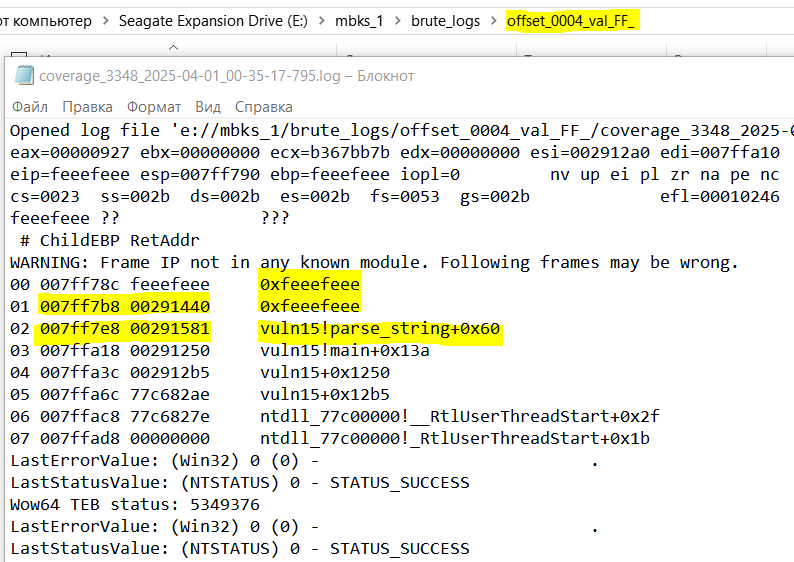 от компьютер > Seagate Expansion Drive (E:) > mbks_1 > brute_logs > offset_0004_val_FF_
coverage_3348_2025-04-01_00-35-17-795.log – Блокнот
Файл Правка Формат Вид Справка
Opened log file 'e://mbks_1/brute_logs/offset_0004_val_FF_/coverage_3348_2025-0
eax=00000927 ebx=00000000 ecx=b367bb7b edx=00000000 esi=002912a0 edi=007ffa10
eip=feeefeee esp=007ff790 ebp=feeefeee iopl=0 nv up ei pl zr na pe nc
cs=0023 ss=002b ds=002b es=002b fs=0053 gs=002b efl=00010246
feeefeee ?? ???
# ChildEBP RetAddr
WARNING: Frame IP not in any known module. Following frames may be wrong.
00 007ff78c feeefeee 0xfeeefeee
01 007ff7b8 00291440 0xfeeefeee
02 007ff7e8 00291581 vuln15!parse_string+0x60
03 007ffa18 00291250 vuln15!main+0x13a
04 007ffa3c 002912b5 vuln15+0x1250
05 007ffa6c 77c682ae vuln15+0x12b5
06 007ffac8 77c6827e ntdll_77c00000!__RtlUserThreadStart+0x2f
07 007ffad8 00000000 ntdll_77c00000!_RtlUserThreadStart+0x1b
LastErrorValue: (Win32) 0 (0) - .
LastStatusValue: (NTSTATUS) 0 - STATUS_SUCCESS
Wow64 TEB status: 5349376
LastErrorValue: (Win32) 0 (0) - .
LastStatusValue: (NTSTATUS) 0 - STATUS_SUCCESS